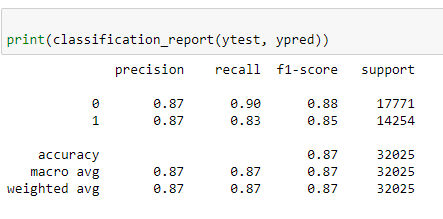 print(classification_report(ytest, ypred))
precision recall f1-score support
0 0.87 0.90 0.88 17771
1 0.87 0.83 0.85 14254
accuracy 0.87 32025
macro avg 0.87 0.87 0.87 32025
weighted avg 0.87 0.87 0.87 32025